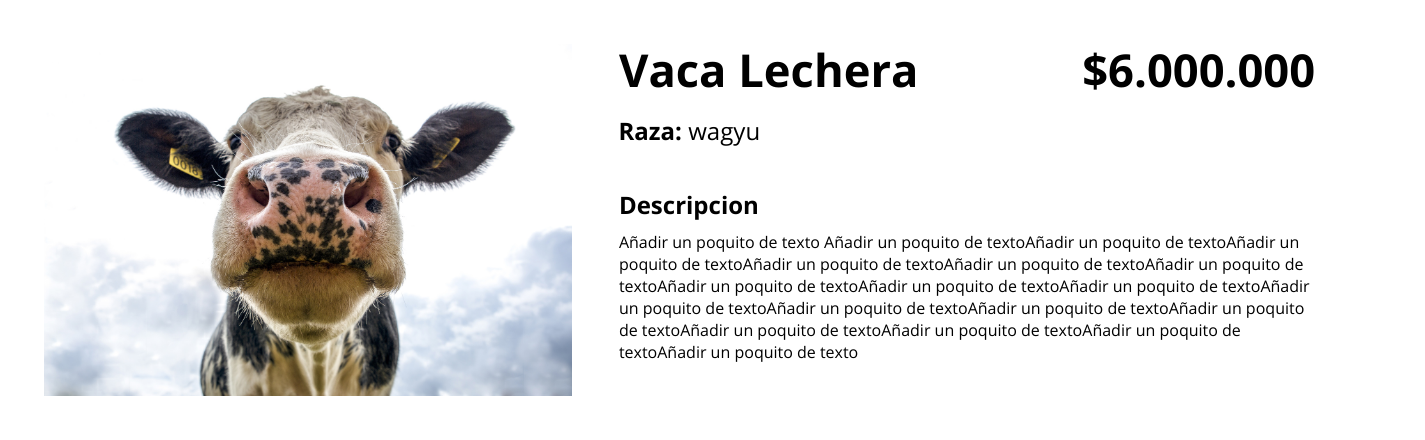 Vaca Lechera $6.000.000
Raza: wagyu
Descripcion
Añadir un poquito de texto Añadir un poquito de textoAñadir un poquito de textoAñadir un
poquito de textoAñadir un poquito de textoAñadir un poquito de textoAñadir un poquito de
textoAñadir un poquito de textoAñadir un poquito de textoAñadir un poquito de textoAñadir
un poquito de textoAñadir un poquito de textoAñadir un poquito de textoAñadir un poquito
de textoAñadir un poquito de textoAñadir un poquito de textoAñadir un poquito de
textoAñadir un poquito de texto
0018